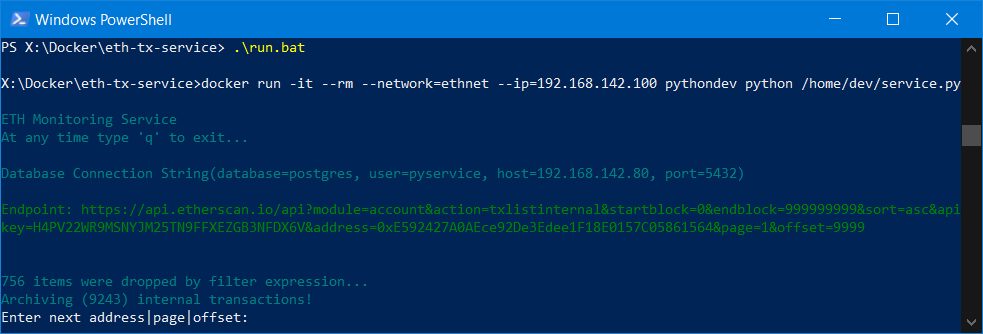 Windows PowerShell
PS X:\Docker\eth-tx-service> .\run.bat
X:\Docker\eth-tx-service>docker run -it --rm --network=ethnet --ip=192.168.142.100 pythondev python /home/dev/service.py
ETH Monitoring Service
At any time type 'q' to exit...
Database Connection String(database=postgres, user=pyservice, host=192.168.142.80, port=5432)
Endpoint: https://api.etherscan.io/api?module=account&action=txlistinternal&startblock=0&endblock=999999999&sort=asc&api
key=H4PV22WR9MSNYJM25TN9FFXEZGB3NFDX6V&address=0xE592427A0AEce92De3Edee1F18E0157C05861564&page=1&offset=9999
756 items were dropped by filter expression...
Archiving (9243) internal transactions!
Enter next address|page|offset: